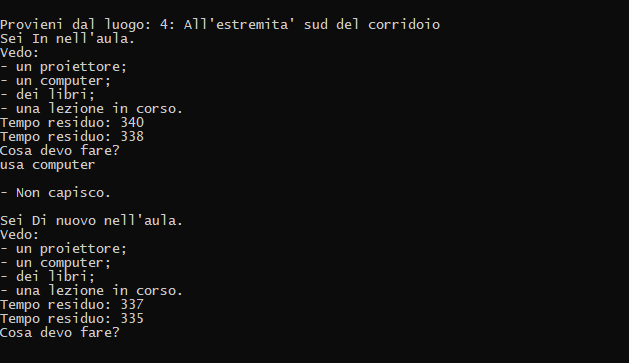 Provieni dal luogo: 4: All'estremita' sud del corridoio
Sei In nell'aula.
Vedo:
- un proiettore;
- un computer;
- dei libri;
- una lezione in corso.
Tempo residuo: 340
Tempo residuo: 338
Cosa devo fare?
usa computer
- Non capisco.
Sei Di nuovo nell'aula.
Vedo:
- un proiettore;
- un computer;
- dei libri;
- una lezione in corso.
Tempo residuo: 337
Tempo residuo: 335
Cosa devo fare?